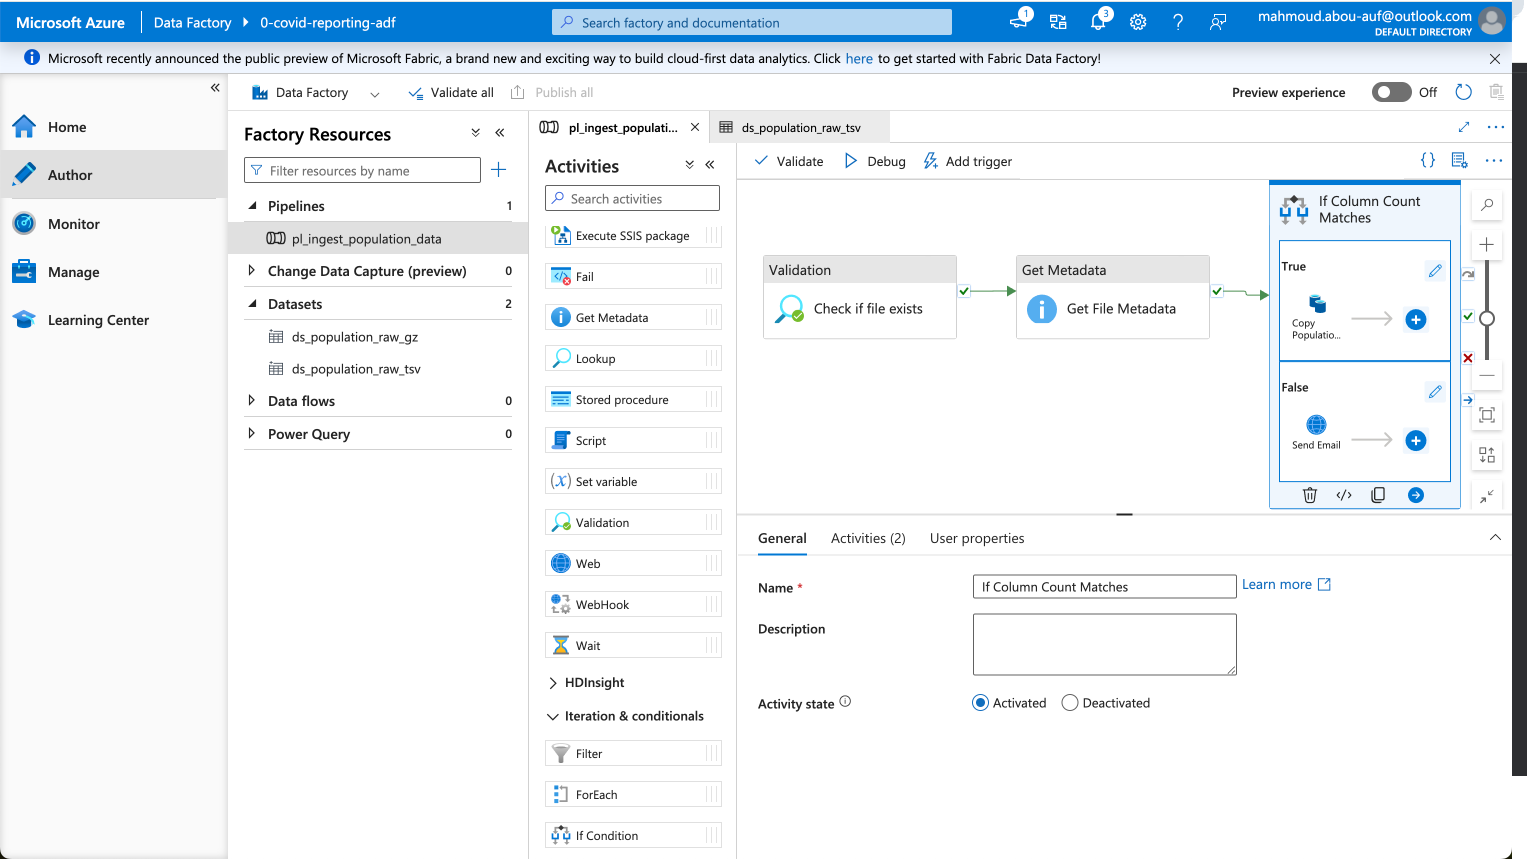 Microsoft Azure
Data Factory
0-covid-reporting-adf
Search factory and documentation
1
3
mahmoud.abou-auf@outlook.com
DEFAULT DIRECTORY
Microsoft recently announced the public preview of Microsoft Fabric, a brand new and exciting way to build cloud-first data analytics. Click here to get started with Fabric Data Factory!
Home
Author
Monitor
Manage
Learning Center
Data Factory
Validate all
Publish all
Preview experience
Off
Factory Resources
Filter resources by name
Pipelines 1
pl_ingest_population_data
Change Data Capture (preview) 0
Datasets 2
ds_population_raw_gz
ds_population_raw_tsv
Data flows 0
Power Query 0
pl_ingest_populati...
ds_population_raw_tsv
Activities
Search activities
Execute SSIS package
Fail
Get Metadata
Lookup
Stored procedure
Script
(x) Set variable
Validation
Web
WebHook
Wait
HDInsight
Iteration & conditionals
Filter
ForEach
If Condition
Validate
Debug
Add trigger
{}
Validation
Check if file exists
Get Metadata
Get File Metadata
If Column Count
Matches
True
Copy
Populatio...
False
Send Email
General
Activities (2)
User properties
Name *
If Column Count Matches
Learn more
Description
Activity state
Activated
Deactivated